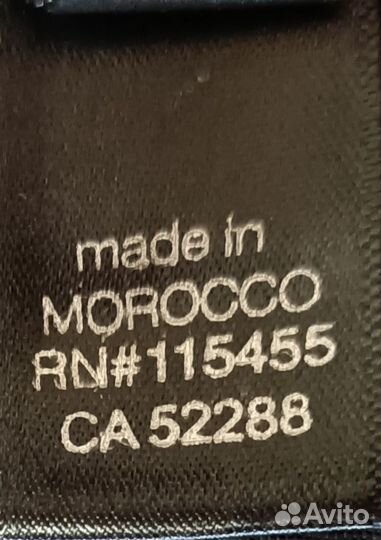 made in
MOROCCO
RN#115455
CA 52288
Avito